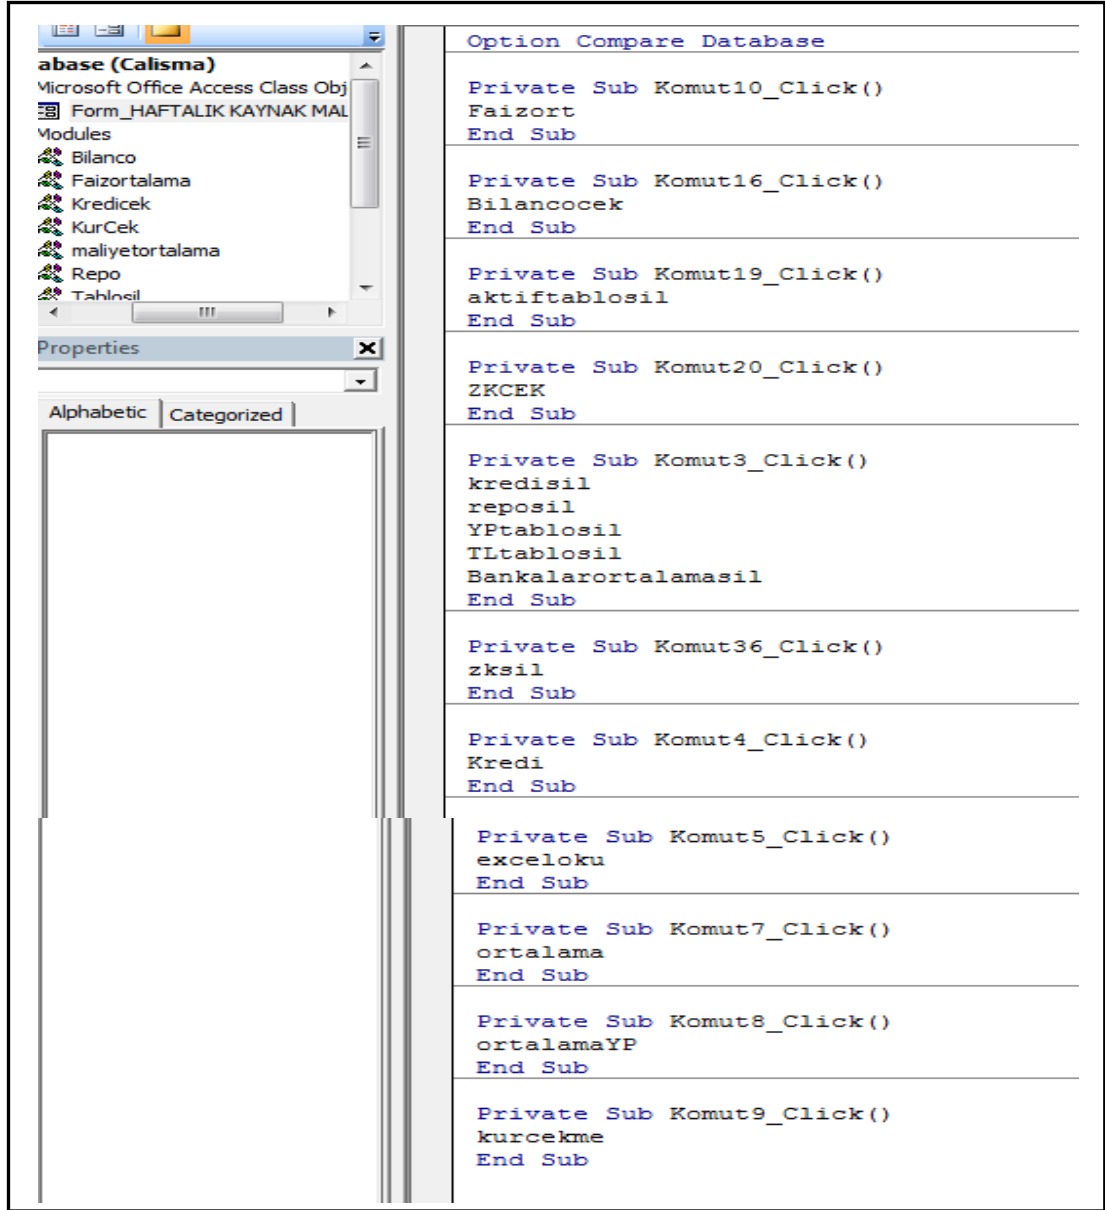 abase (Calisma)
Microsoft Office Access Class Obj
Form_HAFTALIK KAYNAK MAL
Modules
Bilanco
Faizortalama
Kredicek
KurCek
maliyetortalama
Repo
Tablosil
Properties
Alphabetic Categorized
Option Compare Database
Private Sub Komut10_Click()
Faizort
End Sub
Private Sub Komut16_Click()
Bilancocek
End Sub
Private Sub Komut19_Click()
aktiftablosil
End Sub
Private Sub Komut20_Click()
ZKCEK
End Sub
Private Sub Komut3_Click()
kredisil
reposil
YPtablosil
TLtablosil
Bankalarortalamasil
End Sub
Private Sub Komut36_Click()
zksil
End Sub
Private Sub Komut4_Click()
Kredi
End Sub
Private Sub Komut5_Click()
exceloku
End Sub
Private Sub Komut7_Click()
ortalama
End Sub
Private Sub Komut8_Click()
ortalamaYP
End Sub
Private Sub Komut9_Click()
kurcekme
End Sub